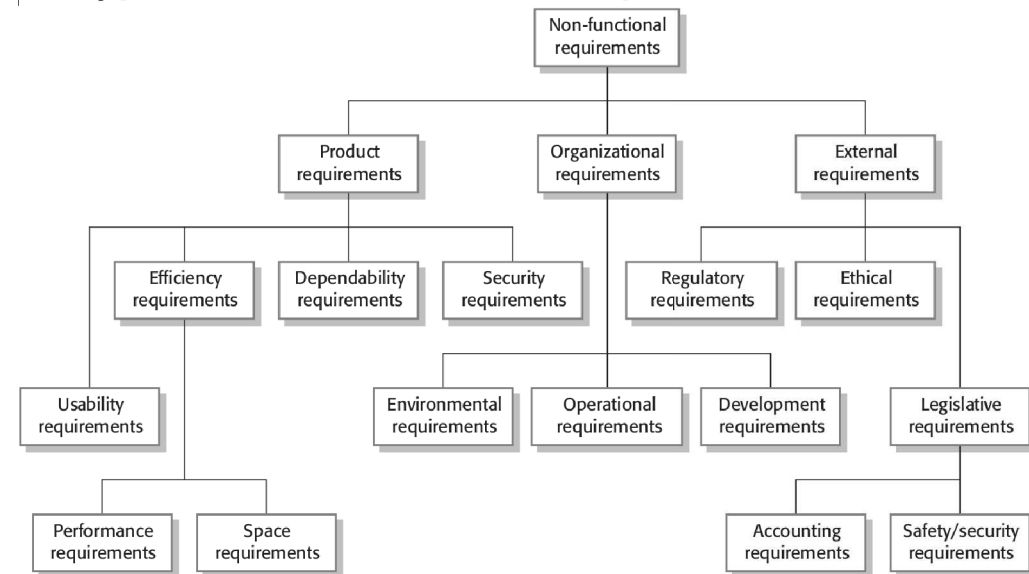 Non-functional
requirements
Product
requirements
Organizational
requirements
External
requirements
Efficiency
requirements
Dependability
requirements
Security
requirements
Regulatory
requirements
Ethical
requirements
Usability
requirements
Environmental
requirements
Operational
requirements
Development
requirements
Legislative
requirements
Performance
requirements
Space
requirements
Accounting
requirements
Safety/security
requirements